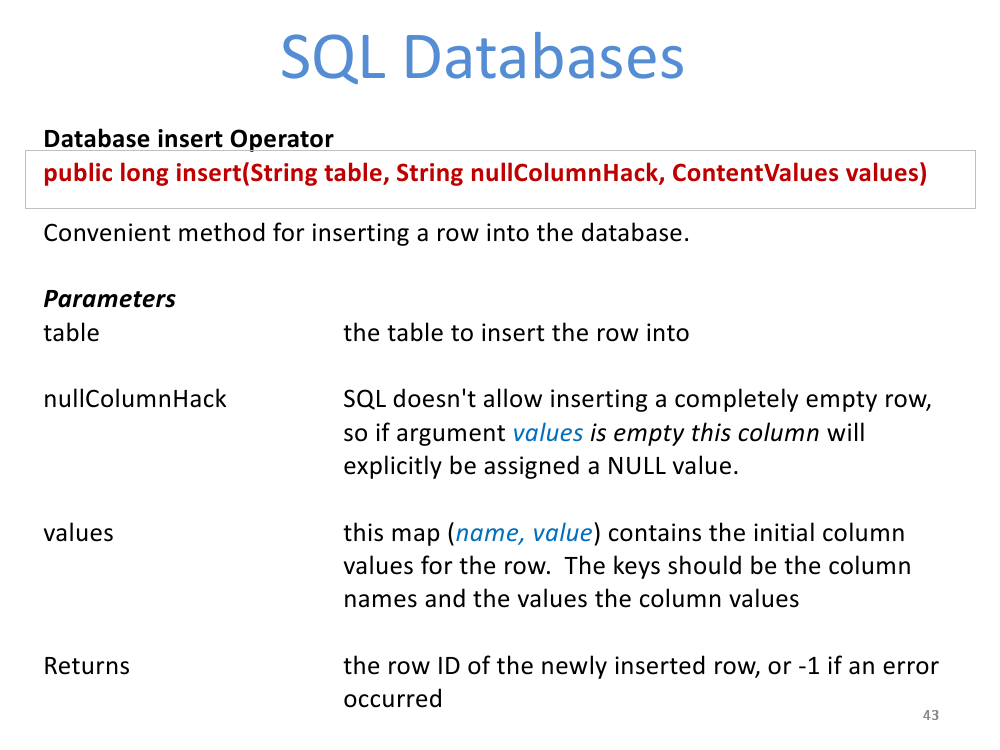 SQL Databases
Database insert Operator
public long insert(String table, String nullColumnHack, ContentValues values)
Convenient method for inserting a row into the database.
Parameters
table the table to insert the row into
nullColumnHack SQL doesn't allow inserting a completely empty row,
so if argument values is empty this column will
explicitly be assigned a NULL value.
values this map (name, value) contains the initial column
values for the row. The keys should be the column
names and the values the column values
Returns the row ID of the newly inserted row, or -1 if an error
occurred
43